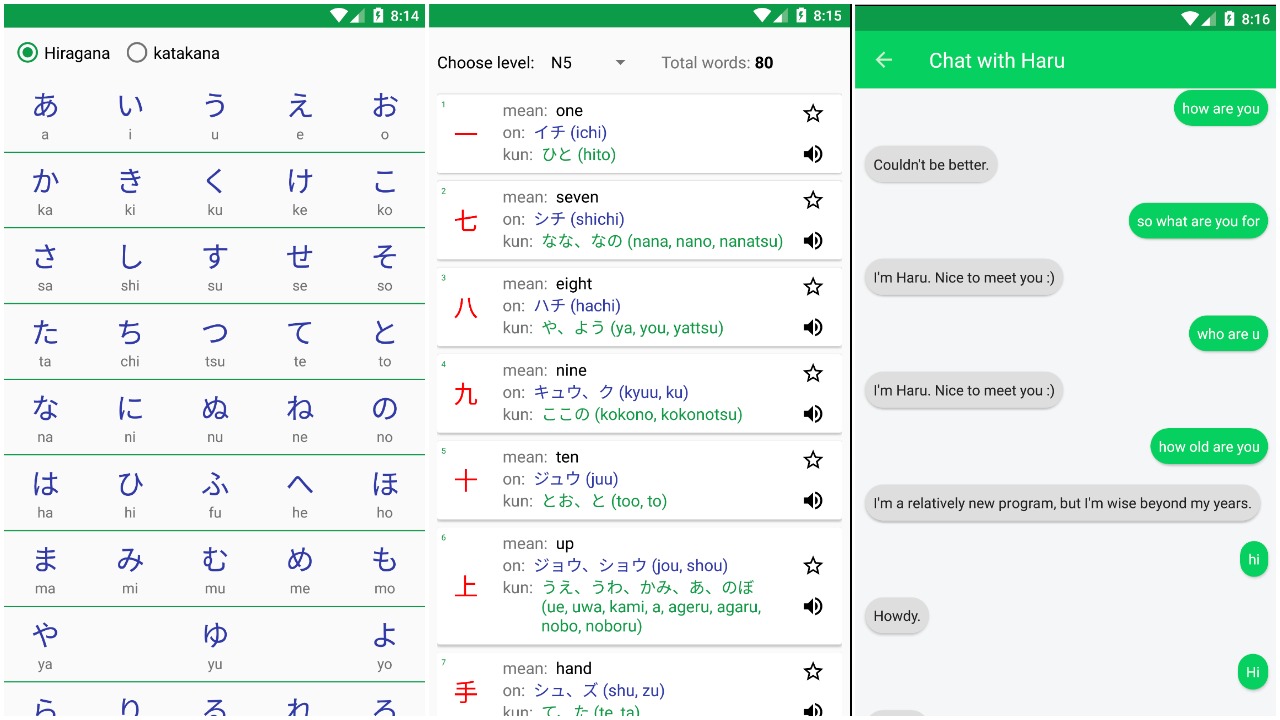 8:14
Hiragana katakana
あ い う え お
a i u e o
か き く け こ
ka ki ku ke ko
さ し す せ そ
sa shi su se so
た ち つ て と
ta chi tsu te to
な に ぬ ね の
na ni nu ne no
は ひ ふ へ ほ
ha hi fu he ho
ま み む め も
ma mi mu me mo
や ゆ よ
ya yu yo
ら り る れ ろ
8:15
Choose level: N5 Total words: 80
1
一
mean: one
on: イチ (ichi)
kun: ひと (hito)
2
七
mean: seven
on: シチ (shichi)
kun: なな、なの (nana, nano, nanatsu)
3
八
mean: eight
on: ハチ (hachi)
kun: や、よう (ya, you, yattsu)
4
九
mean: nine
on: キュウ、ク (kyuu, ku)
kun: ここの (kokono, kokonotsu)
5
十
mean: ten
on: ジュウ (juu)
kun: とお、と (too, to)
6
上
mean: up
on: ジョウ、ショウ (jou, shou)
kun: うえ、うわ、かみ、あ、のぼ
(ue, uwa, kami, a, ageru, agaru,
nobo, noboru)
7
手
mean: hand
on: シュ、ズ (shu, zu)
kun: て、た (te, ta)
8:16
Chat with Haru
how are you
Couldn't be better.
so what are you for
I'm Haru. Nice to meet you :)
who are u
I'm Haru. Nice to meet you :)
how old are you
I'm a relatively new program, but I'm wise beyond my years.
hi
Howdy.
Hi